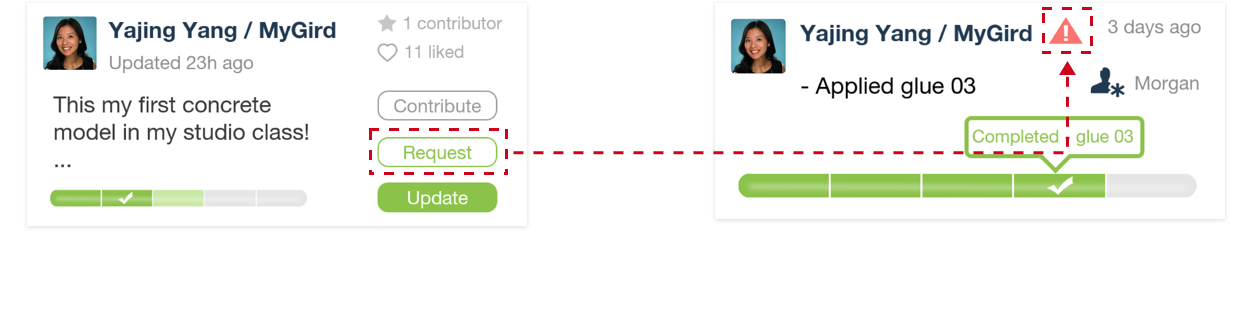 Yajing Yang / MyGird
Updated 23h ago
1 contributor
11 liked
This my first concrete
model in my studio class!
...
Contribute
Request
Update
Yajing Yang / MyGird
3 days ago
- Applied glue 03
Morgan
Completed - glue 03